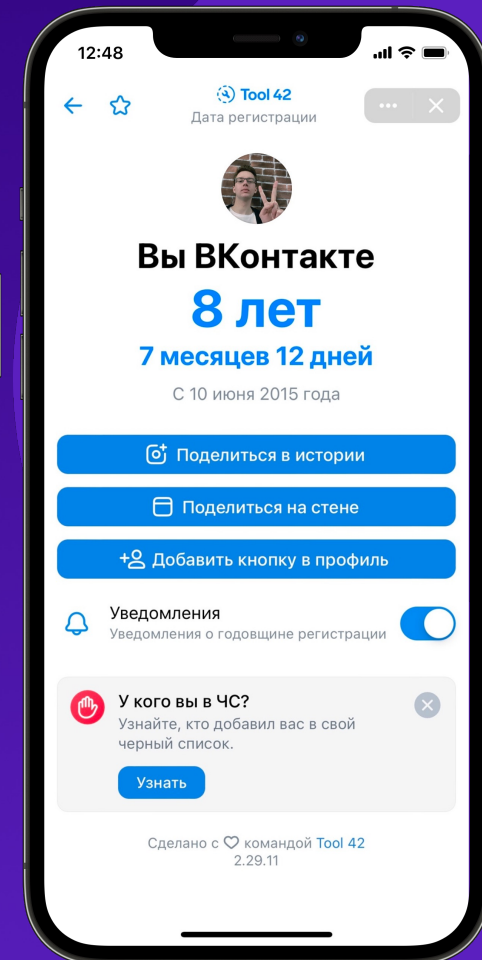 12:48
Tool 42
Дата регистрации
Вы ВКонтакте
8 лет
7 месяцев 12 дней
С 10 июня 2015 года
Поделиться в истории
Поделиться на стене
Добавить кнопку в профиль
Уведомления
Уведомления о годовщине регистрации
У кого вы в ЧС?
Узнайте, кто добавил вас в свой
черный список.
Узнать
Сделано с ♡ командой Tool 42
2.29.11